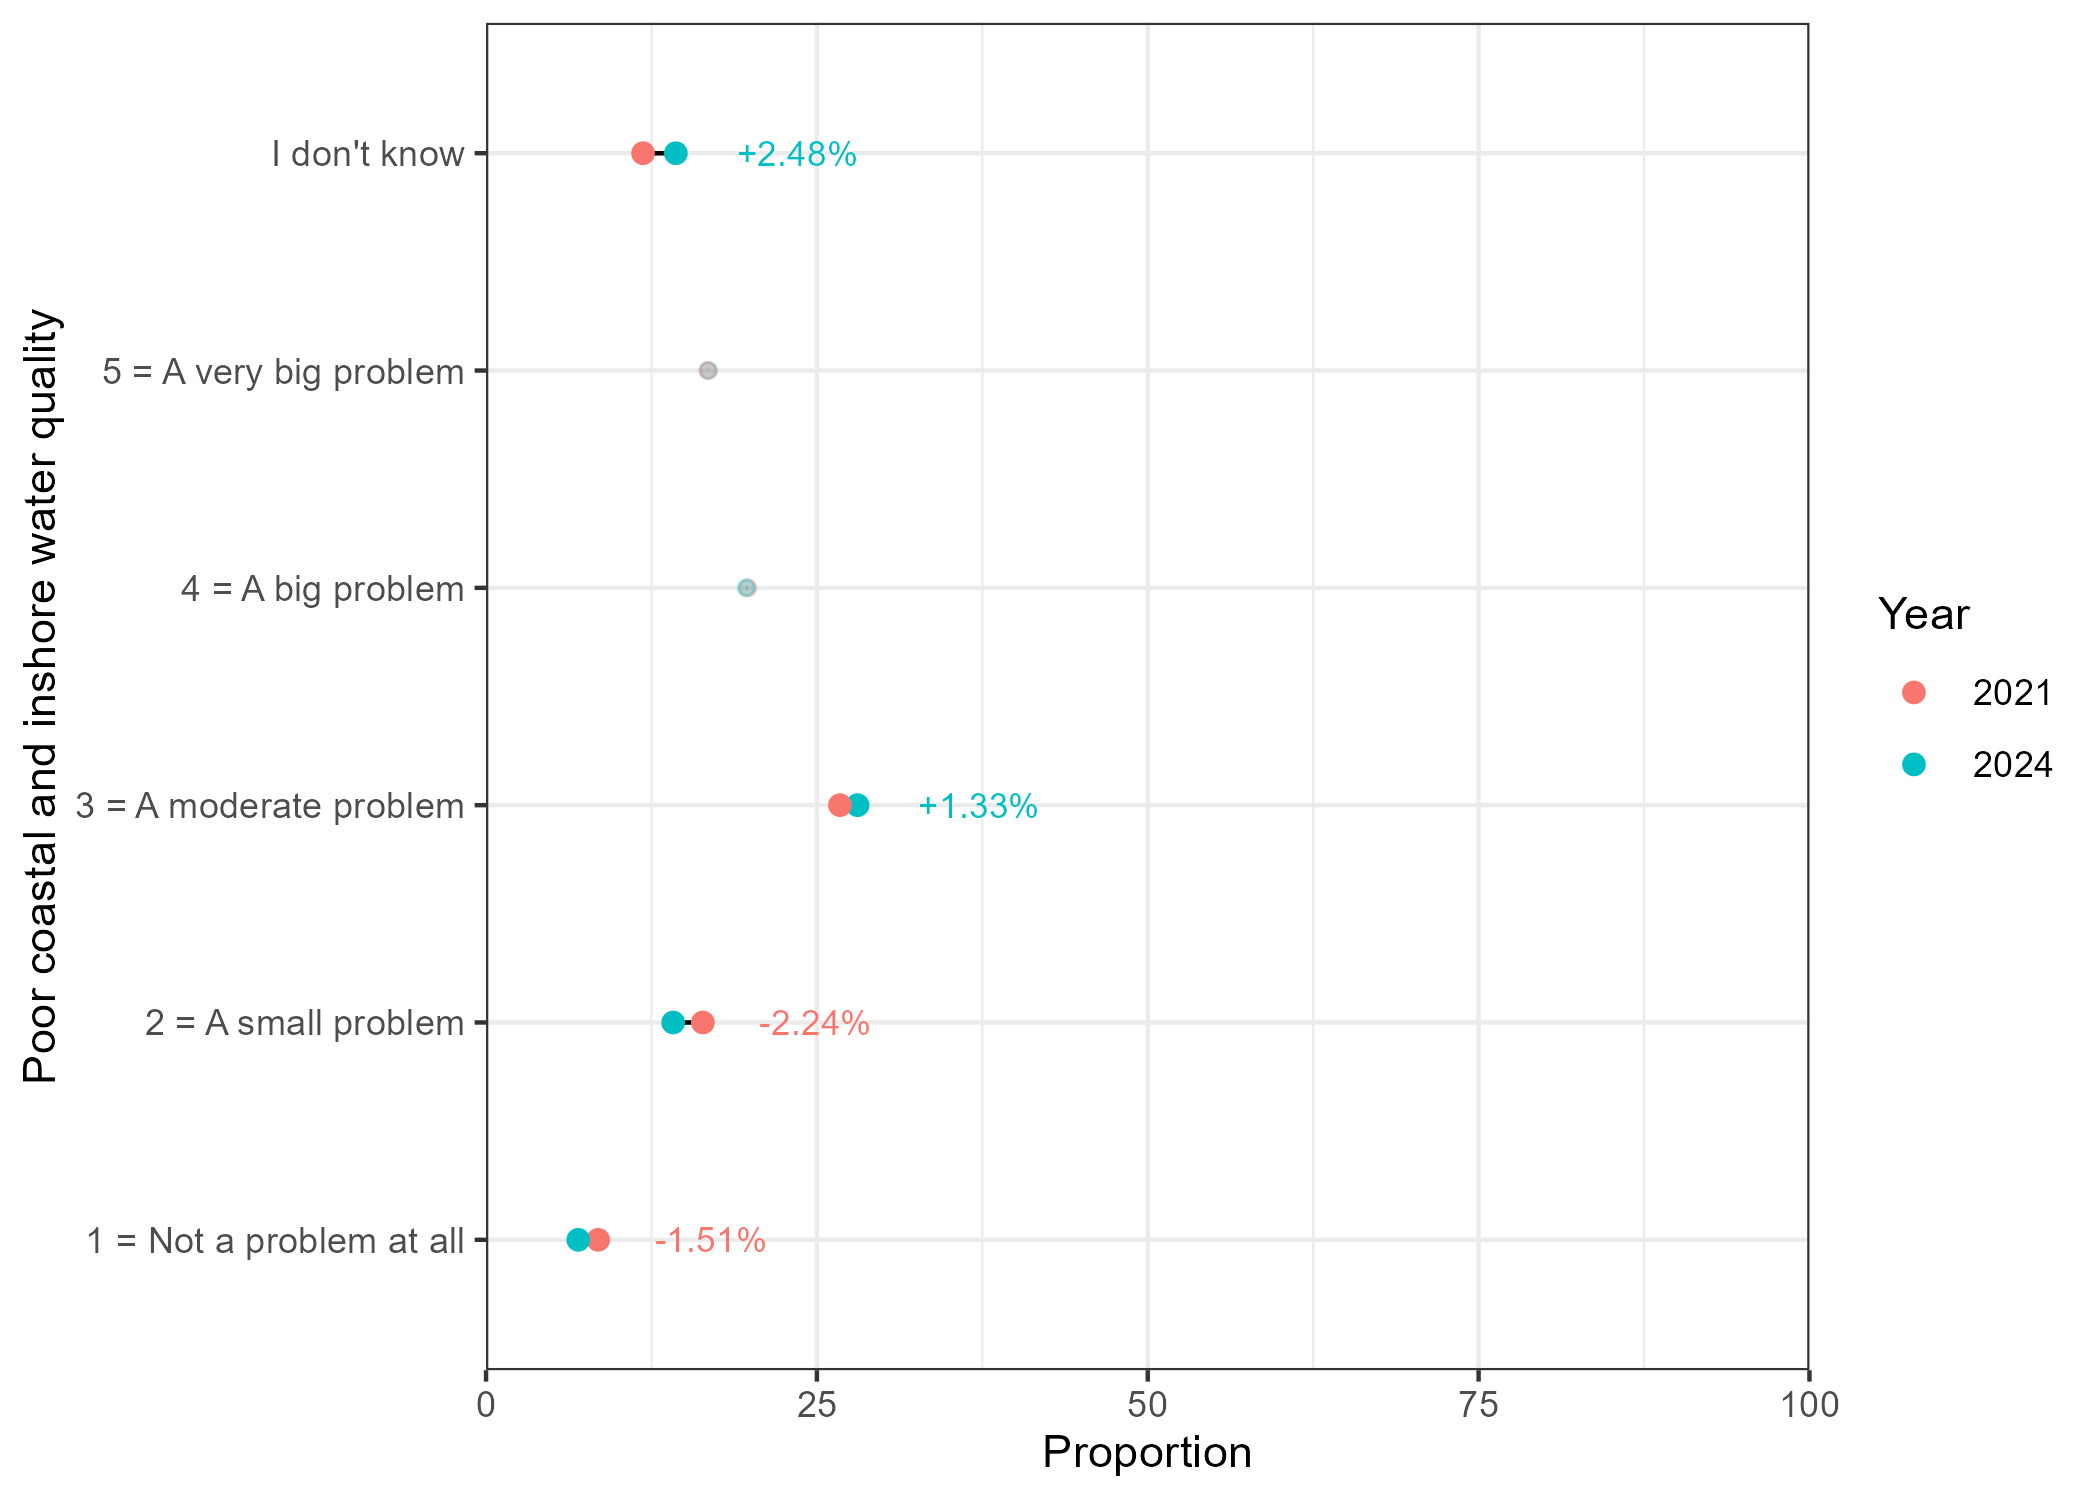 Poor coastal and inshore water quality
I don't know
+2.48%
5 = A very big problem
4 = A big problem
3 = A moderate problem
+1.33%
2 = A small problem
-2.24%
1 = Not a problem at all
-1.51%
0 25 50 75 100
Proportion
Year
2021
2024